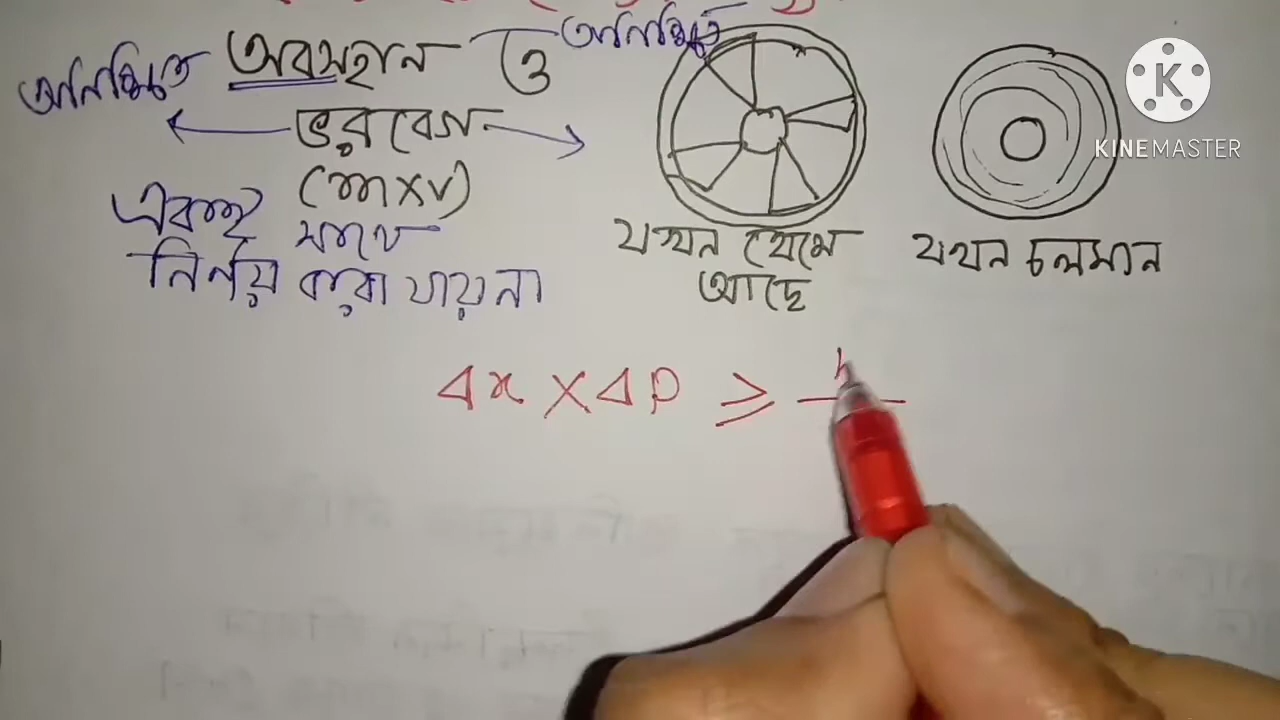 অনিশ্চিত অবস্থান ও অনিশ্চিত
ভরবেগ
(m×v)
একই সাথে
নির্ণয় করা যায় না
যখন থেমে
আছে
যখন চলমান
Δx × Δp ≥ h
K
KINEMASTER